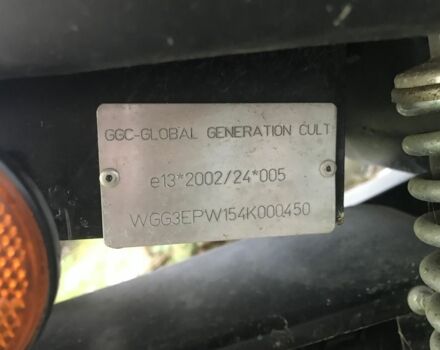 GGC-GLOBAL GENERATION CULT
e13*2002/24*005
WGG3EPW154K000450